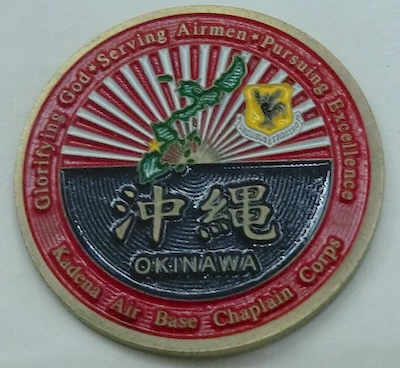 Glorifying God • Serving Airmen • Pursuing Excellence
沖縄
OKINAWA
Kadena Air Base Chaplain Corps